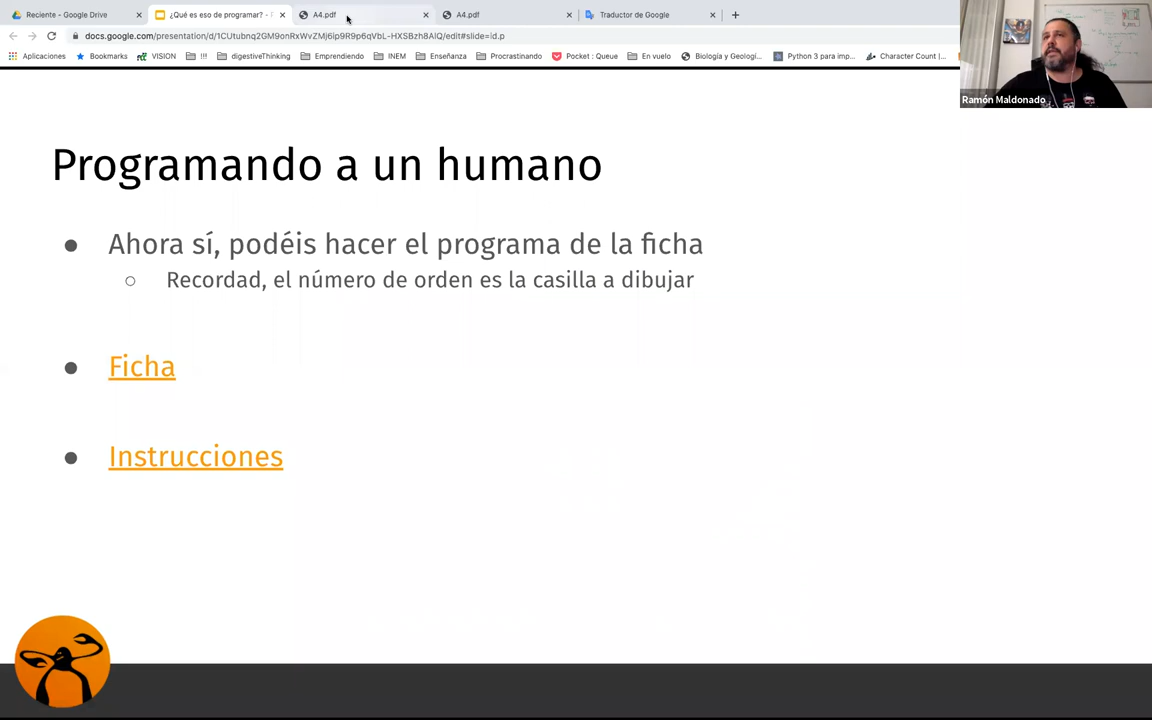 Reciente - Google Drive
¿Qué es eso de programar? - P
A4.pdf
A4.pdf
Traductor de Google
docs.google.com/presentation/d/1CUtubnq2GM9onRxWvZMj6ip9R9p6qVbL-HXSBzh8AIQ/edit#slide=id.p
Aplicaciones
Bookmarks
VISION
!!!
digestiveThinking
Emprendiendo
INEM
Enseñanza
Procrastinando
Pocket : Queue
En vuelo
Biología y Geologí...
Python 3 para imp...
Character Count |...
Ramón Maldonado
Programando a un humano
Ahora sí, podéis hacer el programa de la ficha
Recordad, el número de orden es la casilla a dibujar
Ficha
Instrucciones